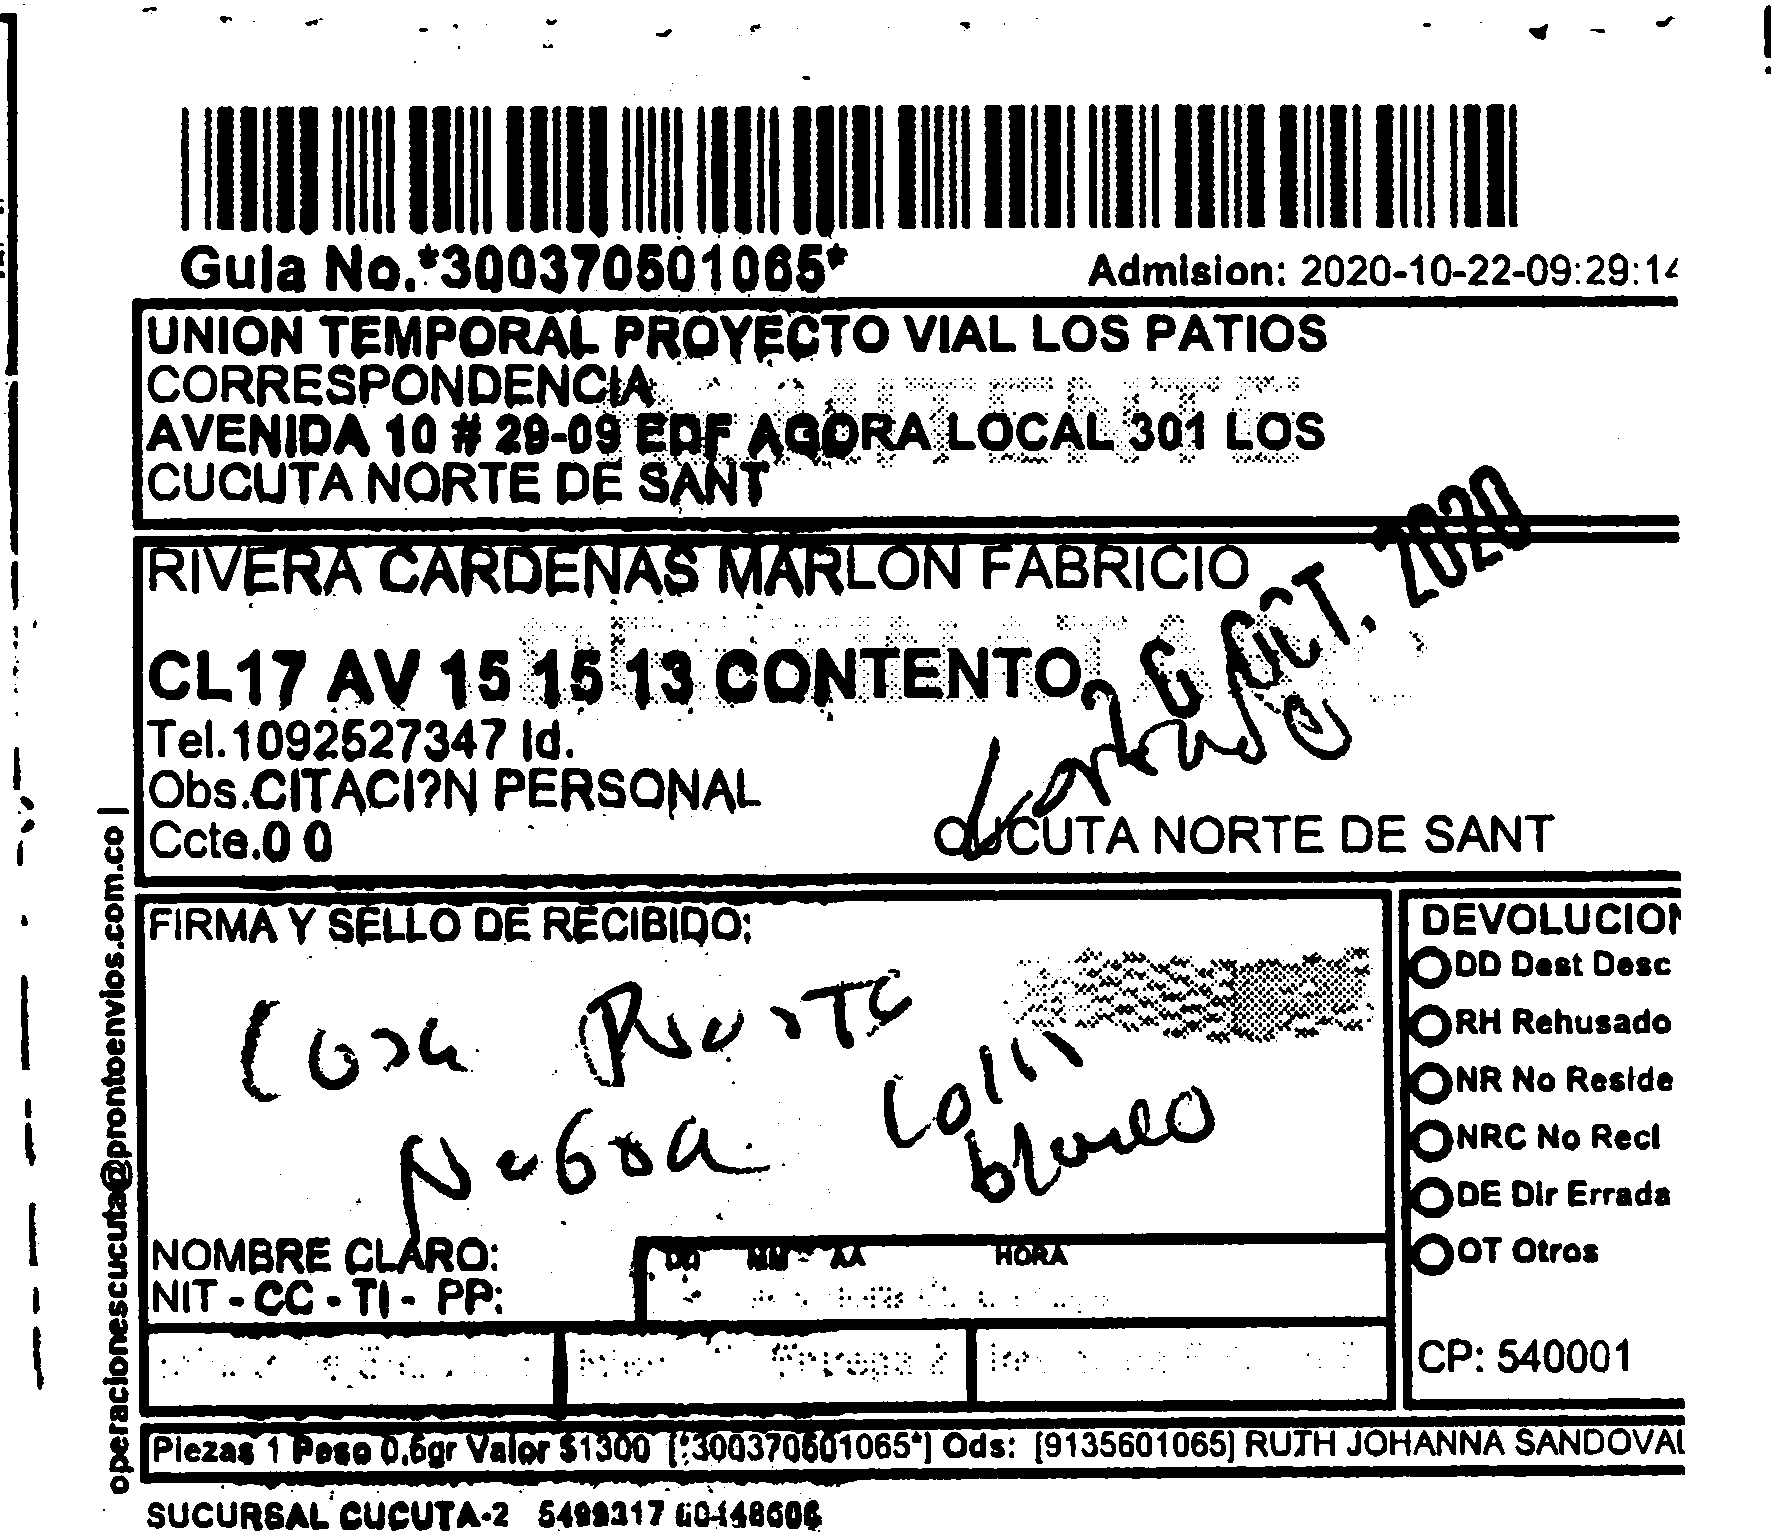 Guia No.*300370501065*
Admision: 2020-10-22-09:29:14
UNION TEMPORAL PROYECTO VIAL LOS PATIOS
CORRESPONDENCIA
AVENIDA 10 # 29-09 EDF AGORA LOCAL 301 LOS
CUCUTA NORTE DE SANT
RIVERA CARDENAS MARLON FABRICIO
CL17 AV 15 15 13 CONTENTO
26 OCT. 2020
Tel.1092527347 Id.
Obs.CITACI?N PERSONAL
Ccte.0 0
CUCUTA NORTE DE SANT
FIRMA Y SELLO DE RECIBIDO:
Casa Puerta
Negra
blanco
NOMBRE CLARO:
NIT - CC - TI - PP:
DD MM AA HORA
DEVOLUCION
DD Dest Desc
RH Rehusado
NR No Reside
NRC No Recl
DE Dir Errada
OT Otros
CP: 540001
Piezas 1 Peso 0,6gr Valor $1300 [*300370501065*] Ods: [9135601065] RUTH JOHANNA SANDOVAL
SUCURSAL CUCUTA-2
operacionescucuta@prontoenvios.com.co |